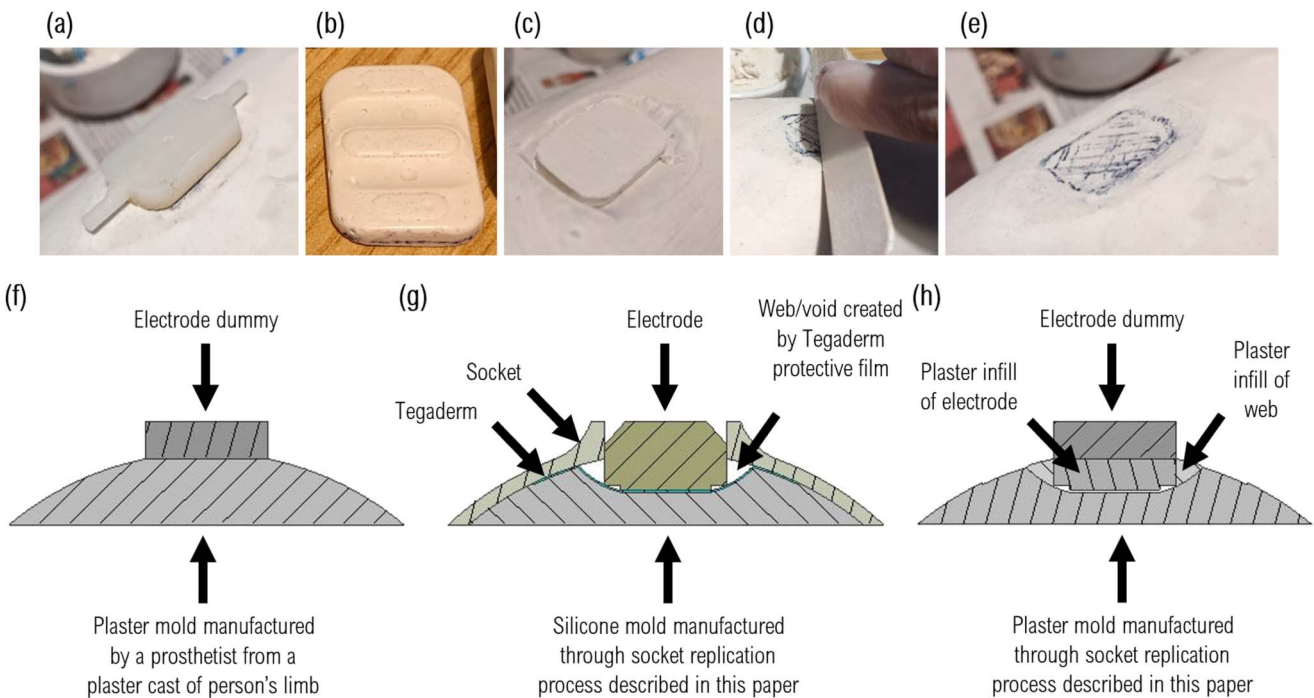 (a)
(b)
(c)
(d)
(e)
(f)
Electrode dummy
Plaster mold manufactured
by a prosthetist from a
plaster cast of person's limb
(g)
Electrode
Web/void created
by Tegaderm
protective film
Socket
Tegaderm
Silicone mold manufactured
through socket replication
process described in this paper
(h)
Electrode dummy
Plaster infill
of electrode
Plaster
infill of
web
Plaster mold manufactured
through socket replication
process described in this paper